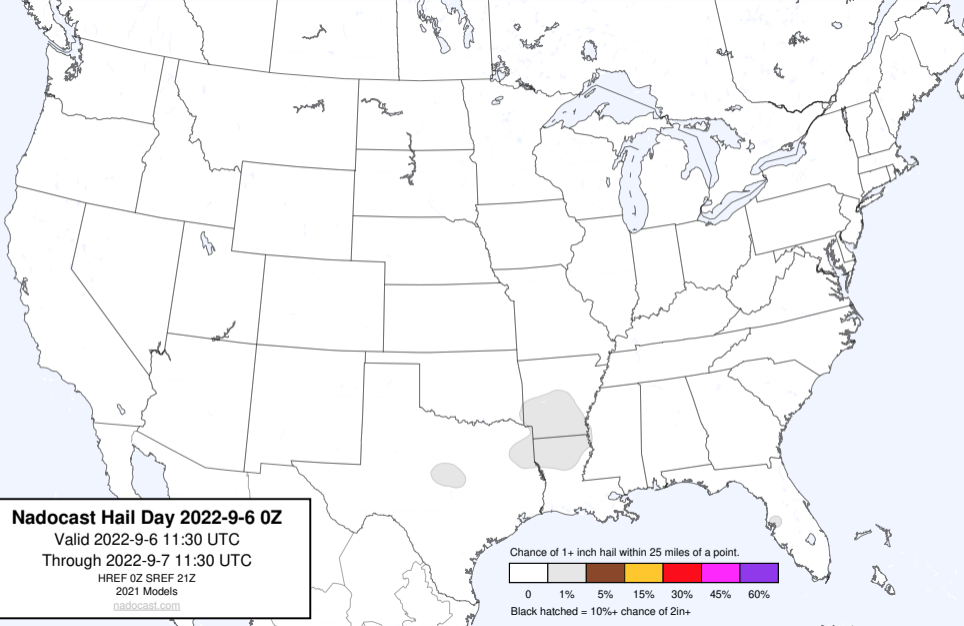 Nadocast Hail Day 2022-9-6 0Z
Valid 2022-9-6 11:30 UTC
Through 2022-9-7 11:30 UTC
HREF 0Z SREF 21Z
2021 Models
nadocast.com
Chance of 1+ inch hail within 25 miles of a point.
0 1% 5% 15% 30% 45% 60%
Black hatched = 10%+ chance of 2in+